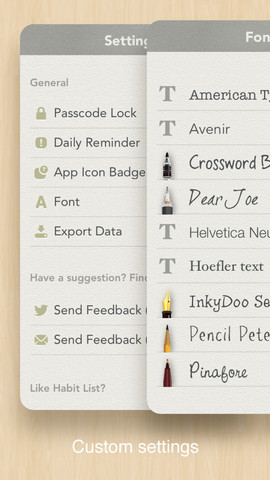 Setting
General
Passcode Lock
Daily Reminder
App Icon Badge
Font
Export Data
Have a suggestion? Find
Send Feedback (
Send Feedback (
Like Habit List?
Fon
American Ty
Avenir
Crossword B
Dear Joe
Helvetica Neu
Hoefler text
InkyDoo Se
Pencil Pete
Pinafore
Custom settings